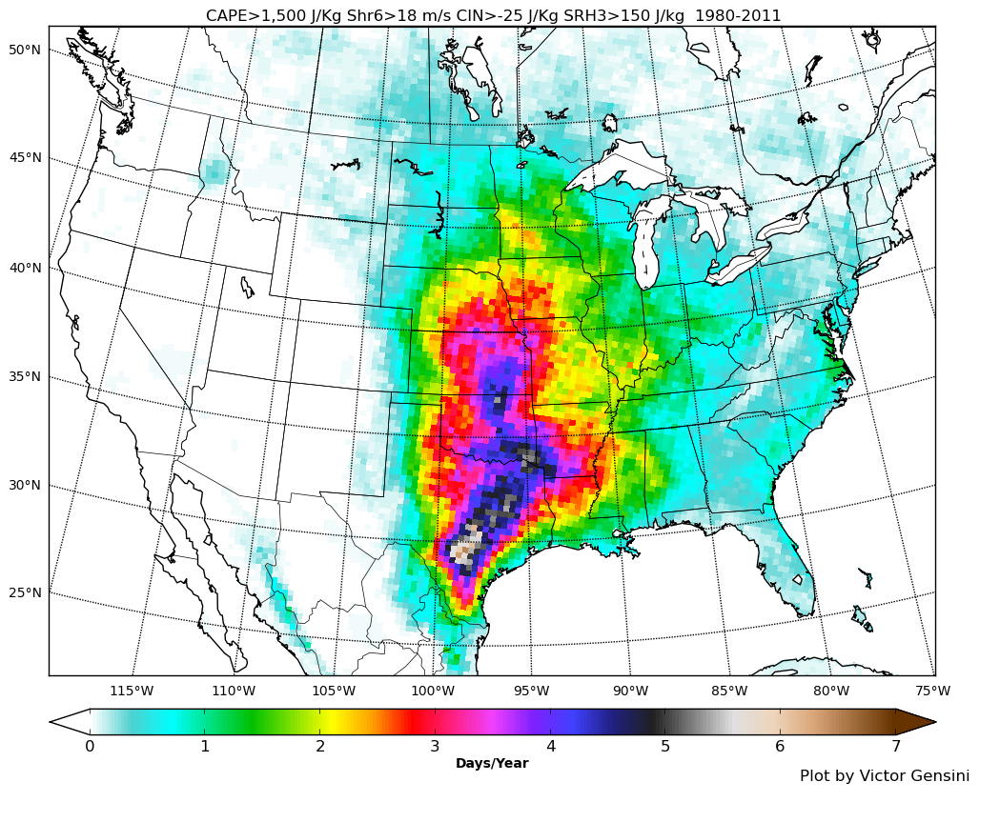 CAPE>1,500 J/Kg Shr6>18 m/s CIN>-25 J/Kg SRH3>150 J/kg  1980-2011
50°N
45°N
40°N
35°N
30°N
25°N
115°W 110°W 105°W 100°W 95°W 90°W 85°W 80°W 75°W
0 1 2 3 4 5 6 7
Days/Year
Plot by Victor Gensini